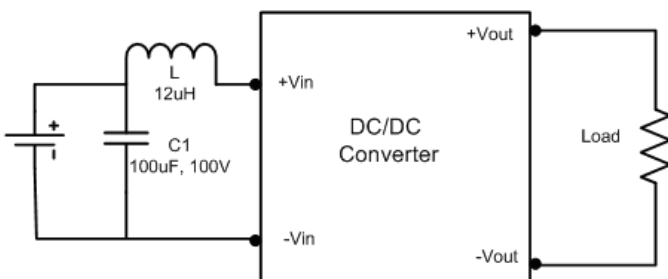 +Vout
L
12uH
+Vin
+
-
C1
100uF, 100V
DC/DC
Converter
Load
-Vin
-Vout